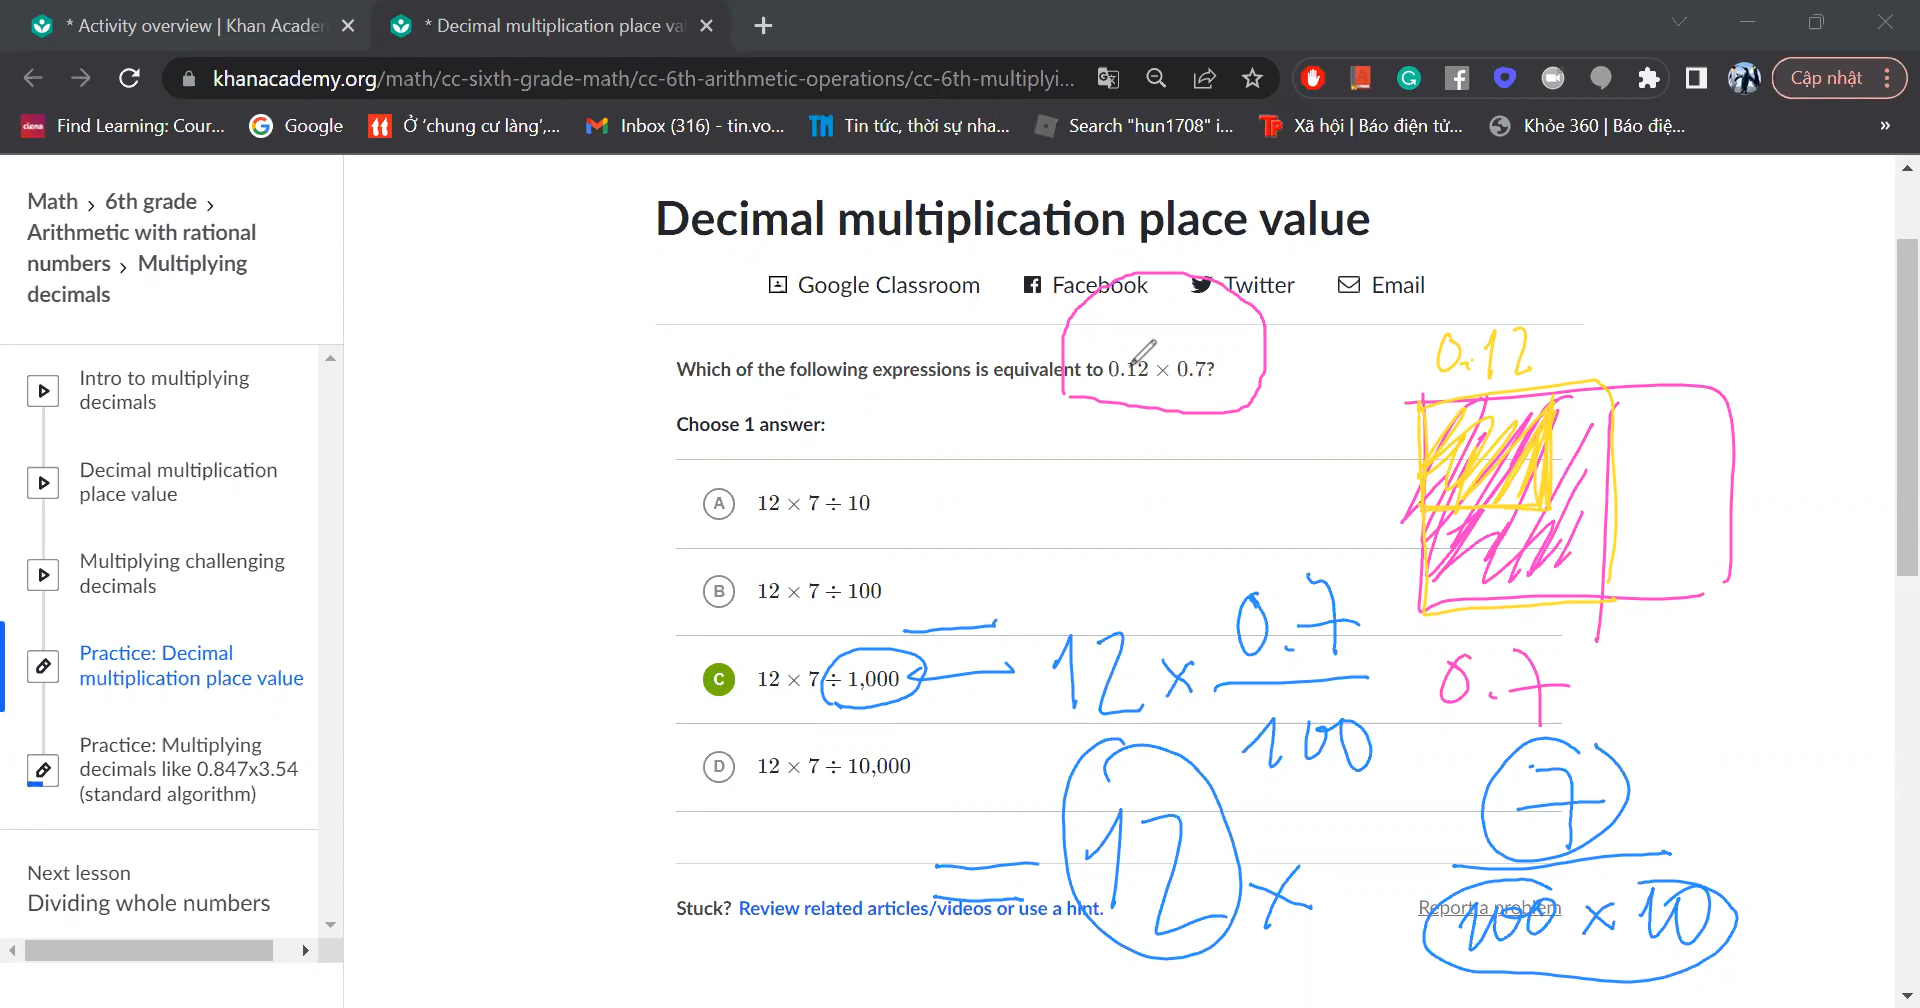 * Activity overview | Khan Acader
* Decimal multiplication place va
khanacademy.org/math/cc-sixth-grade-math/cc-6th-arithmetic-operations/cc-6th-multiplyi...
Cập nhật
ciena Find Learning: Cour...
Google
Ở 'chung cư làng',...
Inbox (316) - tin.vo...
Tin tức, thời sự nha...
Search "hun1708" i...
Xã hội | Báo điện tử...
Khỏe 360 | Báo điệ...
»
Math > 6th grade >
Arithmetic with rational
numbers > Multiplying
decimals
Intro to multiplying
decimals
Decimal multiplication
place value
Multiplying challenging
decimals
Practice: Decimal
multiplication place value
Practice: Multiplying
decimals like 0.847x3.54
(standard algorithm)
Next lesson
Dividing whole numbers
Decimal multiplication place value
Google Classroom
Facebook
Twitter
Email
Which of the following expressions is equivalent to 0.12 × 0.7?
Choose 1 answer:
A 12 × 7 ÷ 10
B 12 × 7 ÷ 100
C 12 × 7 ÷ 1,000
D 12 × 7 ÷ 10,000
Stuck? Review related articles/videos or use a hint.
Report a problem
0.12
0.7
12 × 0.7
100
= 12 × 7
100 × 10